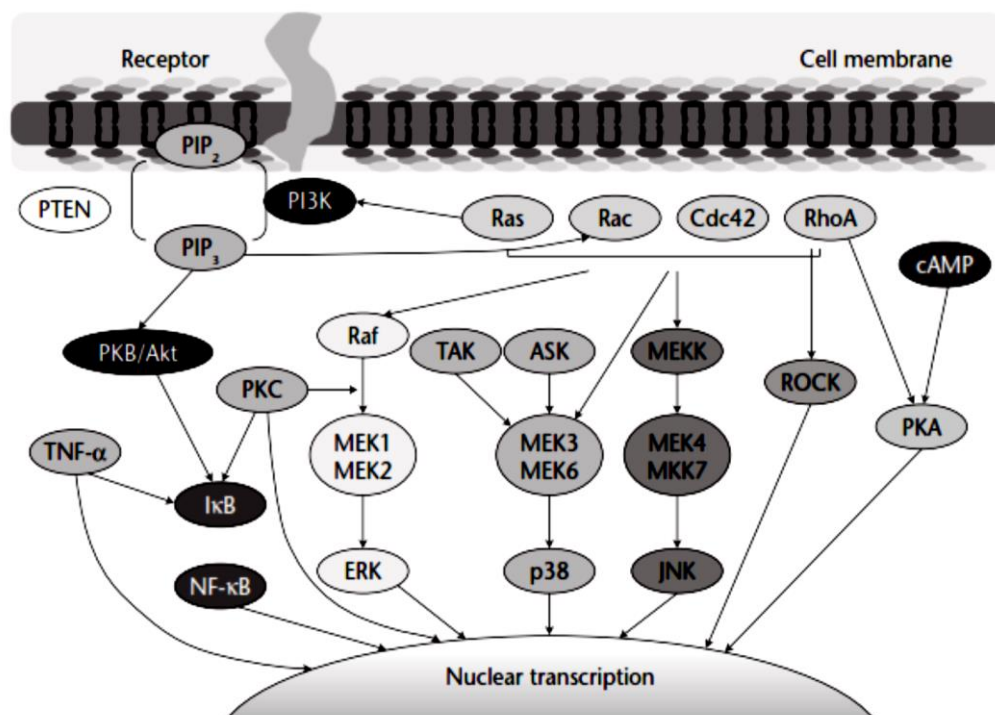 Receptor
Cell membrane
PIP2
PTEN
PI3K
Ras
Rac
Cdc42
RhoA
PIP3
cAMP
Raf
PKB/Akt
TAK
ASK
MEKK
PKC
ROCK
TNF-α
MEK1
MEK2
MEK3
MEK6
MEK4
MKK7
PKA
IκB
NF-κB
ERK
p38
JNK
Nuclear transcription